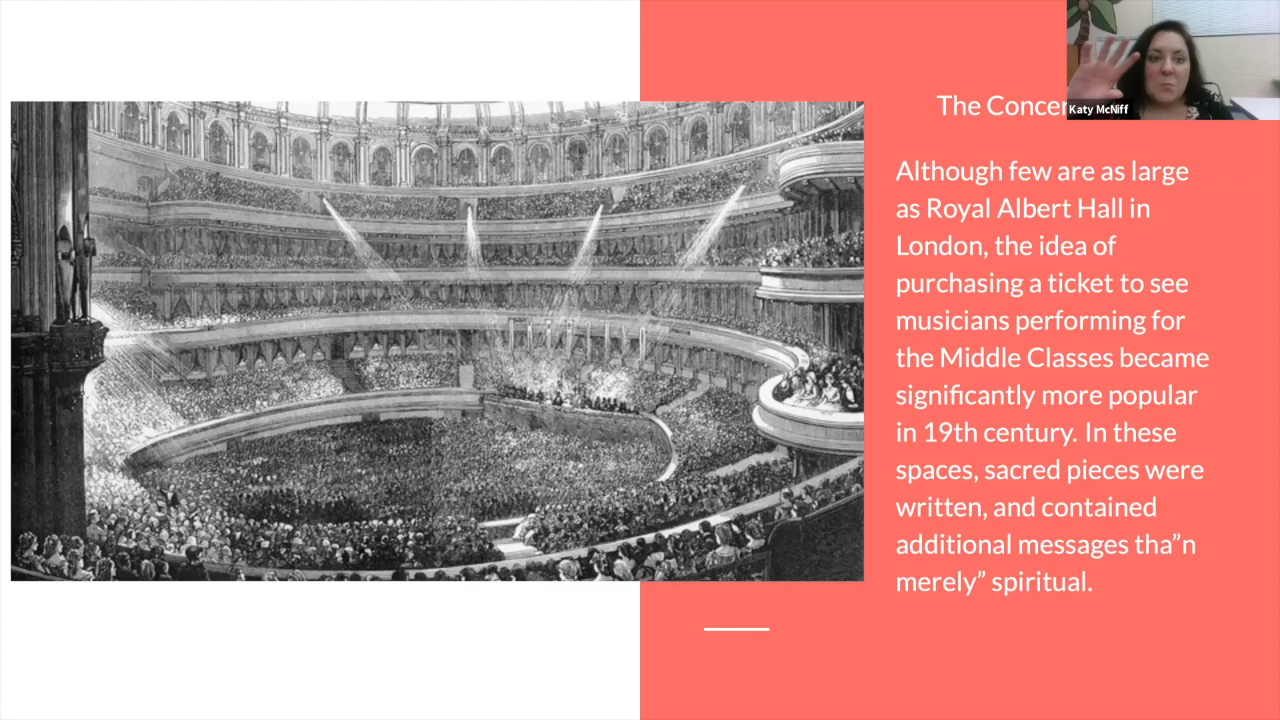 The Concer
Katy McNiff
Although few are as large
as Royal Albert Hall in
London, the idea of
purchasing a ticket to see
musicians performing for
the Middle Classes became
significantly more popular
in 19th century. In these
spaces, sacred pieces were
written, and contained
additional messages tha”n
merely” spiritual.